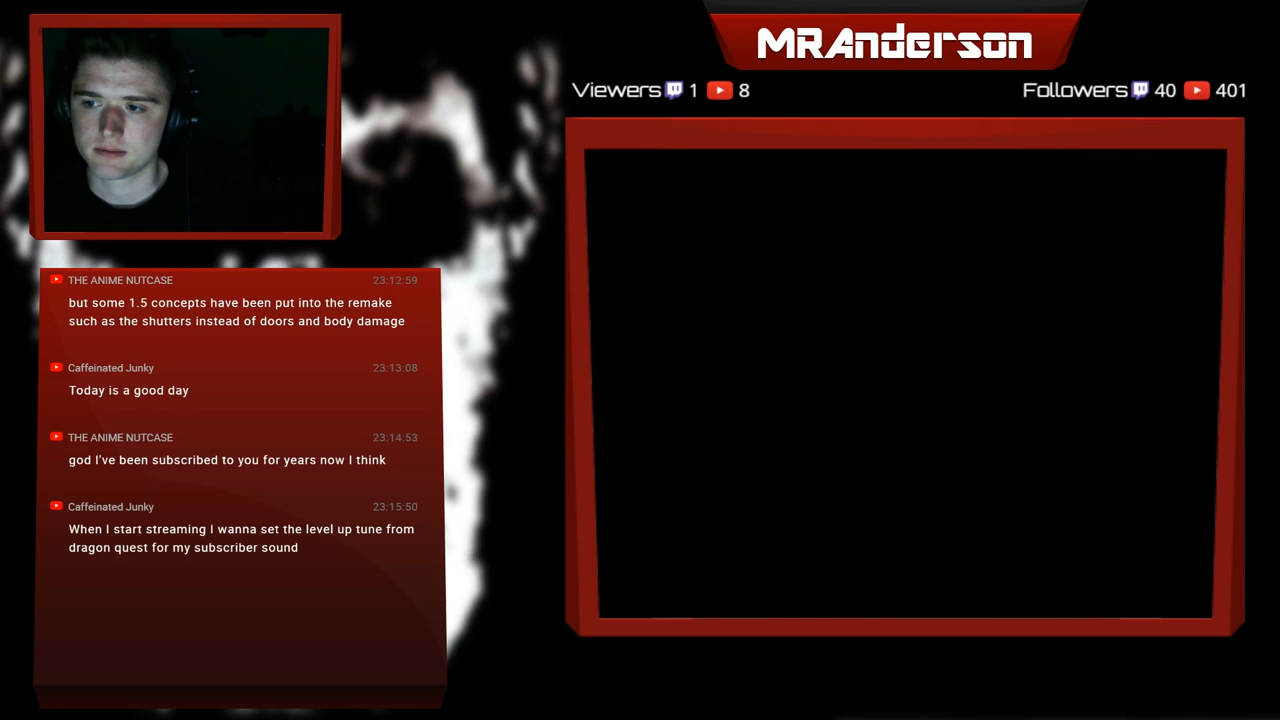 MRAnderson
Viewers 1 8
Followers 40 401
THE ANIME NUTCASE 23:12:59
but some 1.5 concepts have been put into the remake
such as the shutters instead of doors and body damage
Caffeinated Junky 23:13:08
Today is a good day
THE ANIME NUTCASE 23:14:53
god I've been subscribed to you for years now I think
Caffeinated Junky 23:15:50
When I start streaming I wanna set the level up tune from
dragon quest for my subscriber sound